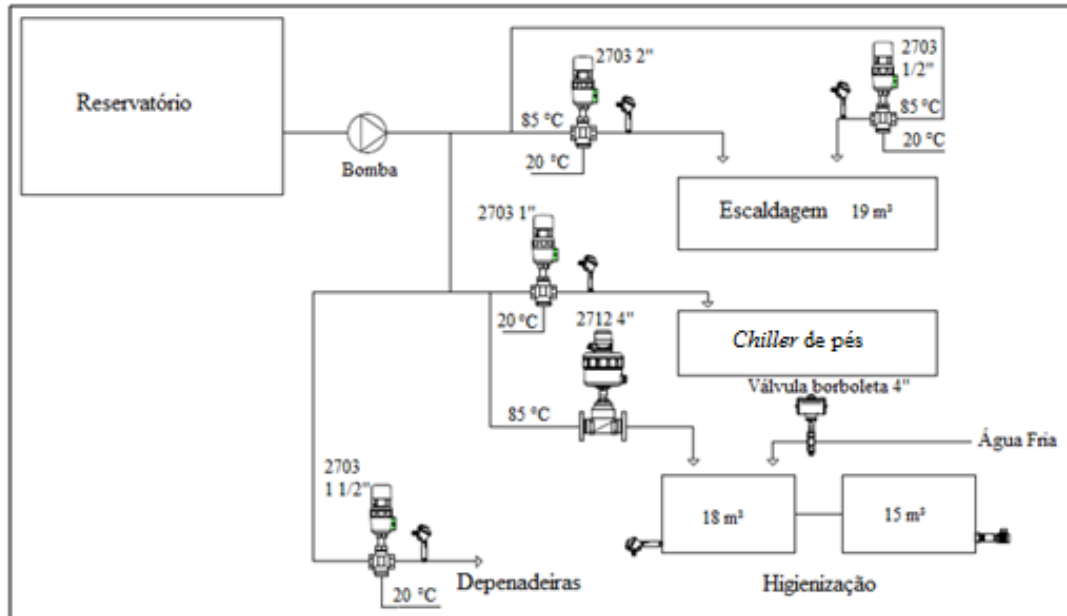 2703 2"
2703
1/2"
Reservatório
85 °C
85 °C
20 °C
20 °C
Bomba
Escaldagem 19 m³
2703 1"
20 °C
2712 4"
Chiller de pés
Válvula borboleta 4"
85 °C
Água Fria
2703
1 1/2"
18 m³
15 m³
Depenadeiras
Higienização
20 °C